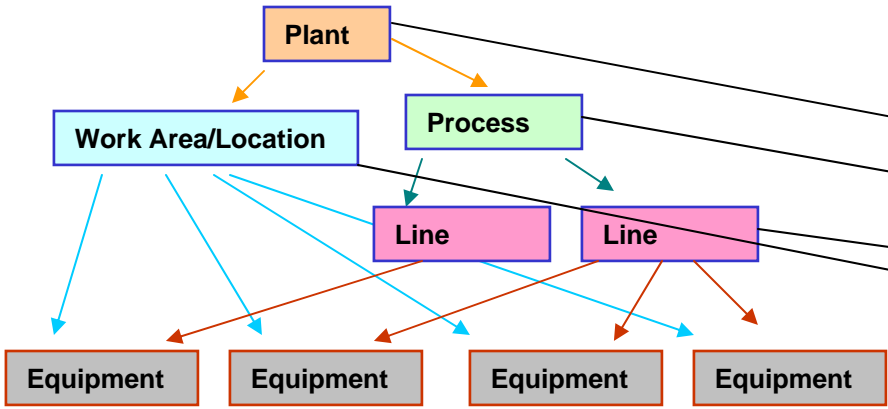 Plant
Process
Work Area/Location
Line
Line
Equipment
Equipment
Equipment
Equipment